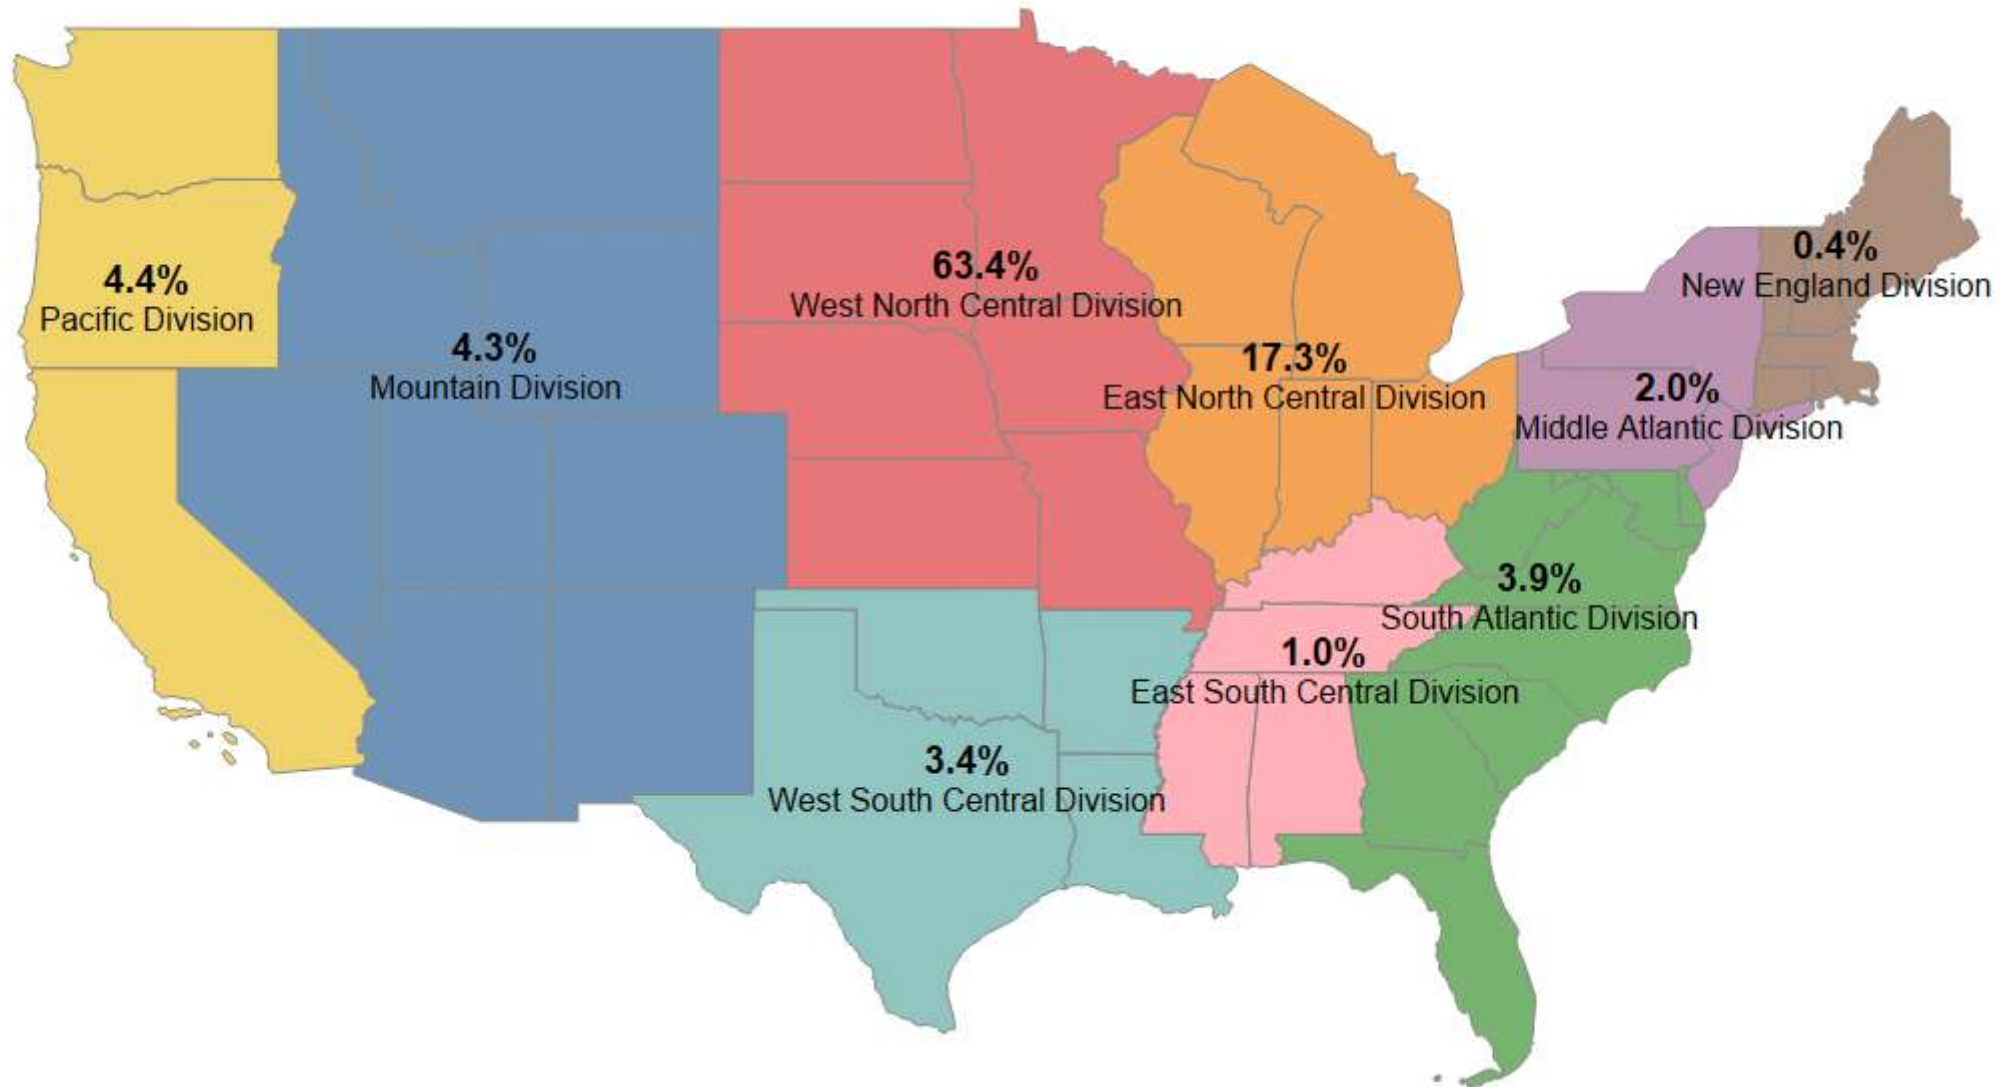 0.4%
New England Division
63.4%
West North Central Division
4.4%
Pacific Division
4.3%
Mountain Division
17.3%
East North Central Division
2.0%
Middle Atlantic Division
3.9%
South Atlantic Division
1.0%
East South Central Division
3.4%
West South Central Division